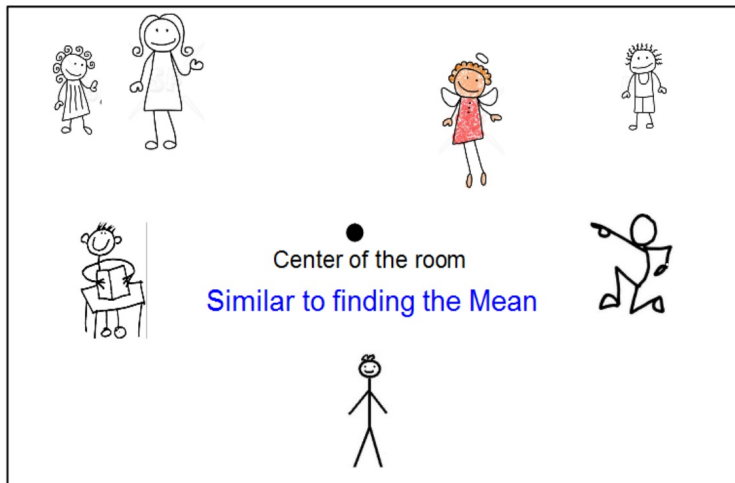 Center of the room
Similar to finding the Mean